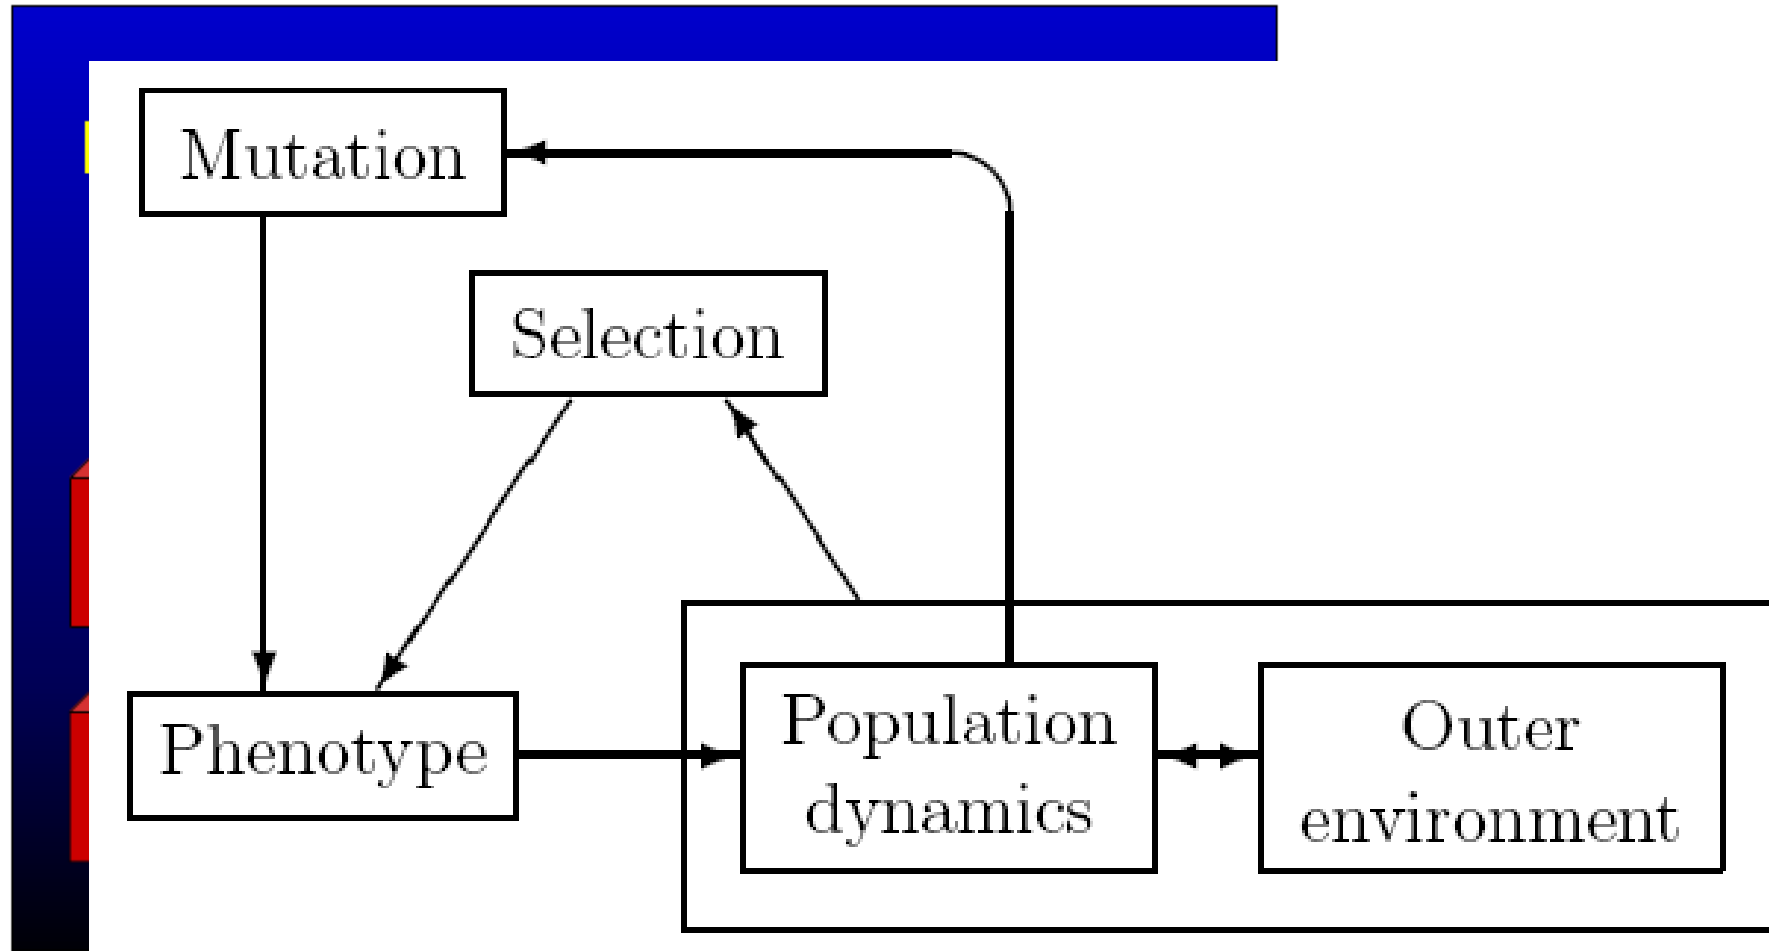 Mutation
Selection
Phenotype
Population
dynamics
Outer
environment